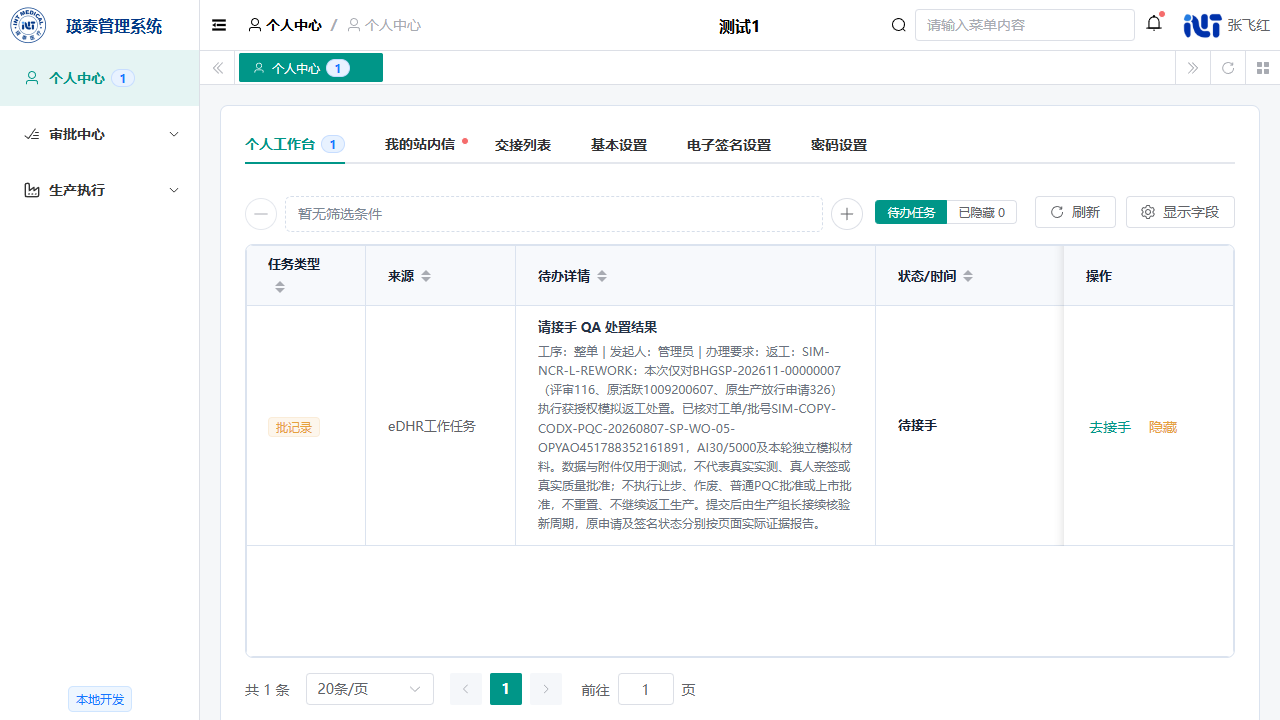 瑛泰管理系统
个人中心 / 个人中心
测试1
请输入菜单内容
张飞红
个人中心 1
审批中心
生产执行
本地开发
个人中心 1
个人工作台 1
我的站内信
交接列表
基本设置
电子签名设置
密码设置
暂无筛选条件
待办任务
已隐藏 0
刷新
显示字段
任务类型
来源
待办详情
状态/时间
操作
批记录
eDHR工作任务
请接手 QA 处置结果
工序：整单 | 发起人：管理员 | 办理要求：返工：SIM-
NCR-L-REWORK：本次仅对BHGSP-202611-00000007
（评审116、原活跃1009200607、原生产放行申请326）
执行获授权模拟返工处置。已核对工单/批号SIM-COPY-
CODX-PQC-20260807-SP-WO-05-
OPYAO451788352161891，AI30/5000及本轮独立模拟材
料。数据与附件仅用于测试，不代表真实实测、真人亲签或
真实质量批准；不执行让步、作废、普通PQC批准或上市批
准，不重置、不继续返工生产。提交后由生产组长接续核验
新周期，原申请及签名状态分别按页面实际证据报告。
待接手
去接手
隐藏
共 1 条
20条/页
1
前往 1 页